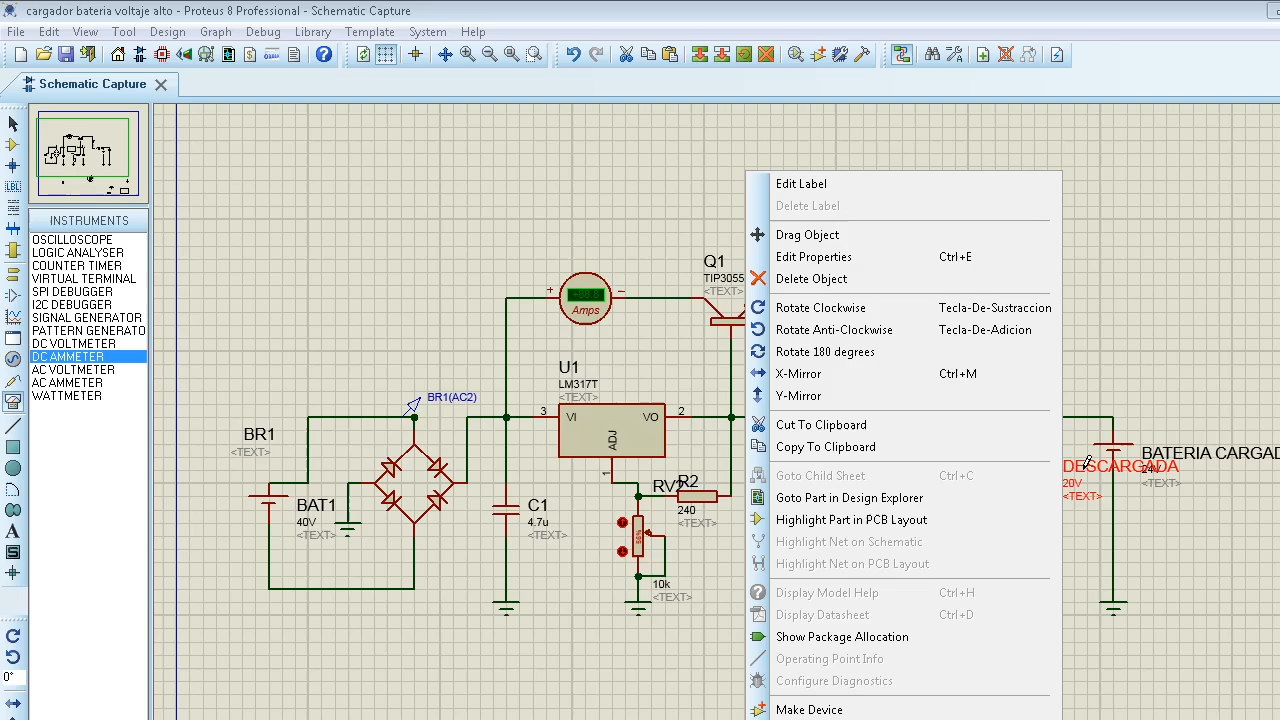 cargador bateria voltaje alto - Proteus 8 Professional - Schematic Capture
File Edit View Tool Design Graph Debug Library Template System Help
Schematic Capture
INSTRUMENTS
OSCILLOSCOPE
LOGIC ANALYSER
COUNTER TIMER
VIRTUAL TERMINAL
SPI DEBUGGER
I2C DEBUGGER
SIGNAL GENERATOR
PATTERN GENERATO
DC VOLTMETER
DC AMMETER
AC VOLTMETER
AC AMMETER
WATTMETER
LBL
A
S
0°
Edit Label
Delete Label
Drag Object
Edit Properties Ctrl+E
Delete Object
Rotate Clockwise Tecla-De-Sustraccion
Rotate Anti-Clockwise Tecla-De-Adicion
Rotate 180 degrees
X-Mirror Ctrl+M
Y-Mirror
Cut To Clipboard
Copy To Clipboard
Goto Child Sheet Ctrl+C
Goto Part in Design Explorer
Highlight Part in PCB Layout
Highlight Net on Schematic
Highlight Net on PCB Layout
Display Model Help Ctrl+H
Display Datasheet Ctrl+D
Show Package Allocation
Operating Point Info
Configure Diagnostics
Make Device
Q1
TIP3055
<TEXT>
+ −
Amps
U1
LM317T
<TEXT>
3 VI VO 2
ADJ
1
BR1(AC2)
BR1
<TEXT>
BAT1
40V
<TEXT>
C1
4.7u
<TEXT>
RV2
R2
240
<TEXT>
10k
<TEXT>
BATERIA CARGAD
<TEXT>
DESCARGADA
20V
<TEXT>